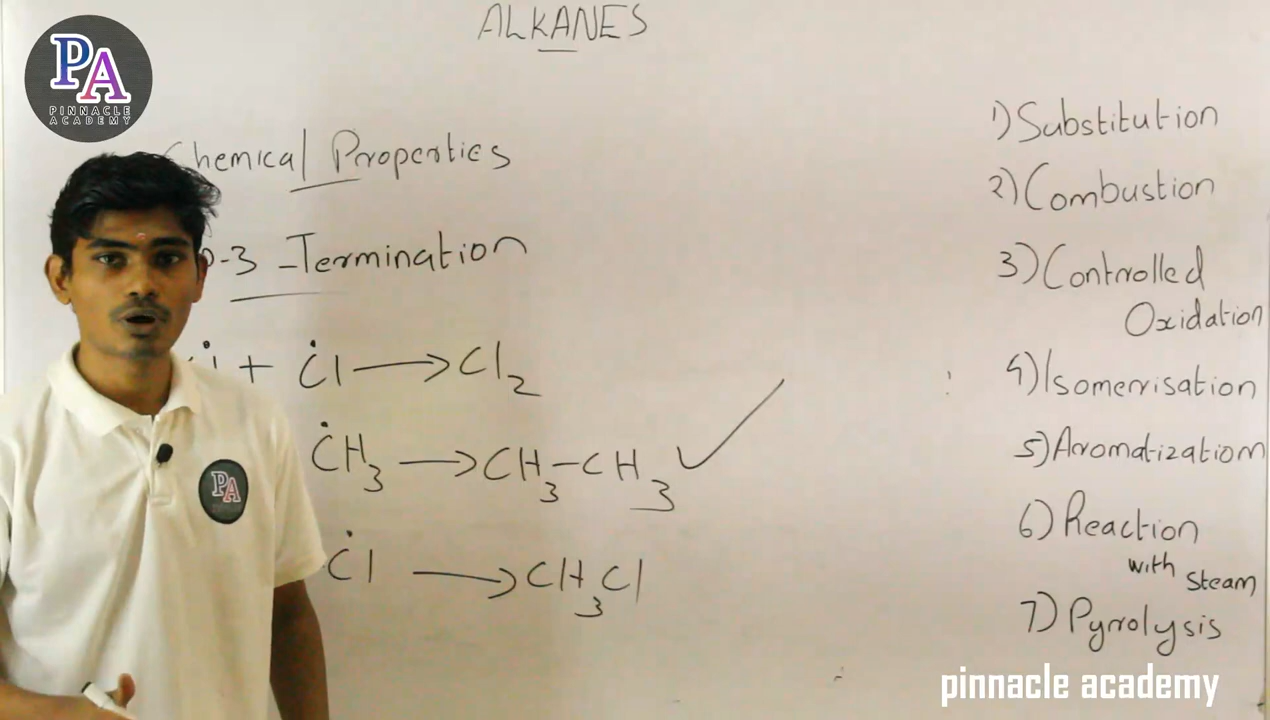 ALKANES
PA
PINNACLE
ACADEMY
Chemical Properties
-3 - Termination
+ Ċl → Cl₂
ĊH₃ → CH₃-CH₃ ✓
Ċl → CH₃Cl
PA
1) Substitution
2) Combustion
3) Controlled
Oxidation
4) Isomerisation
5) Aromatization
6) Reaction
with Steam
7) Pyrolysis
pinnacle academy